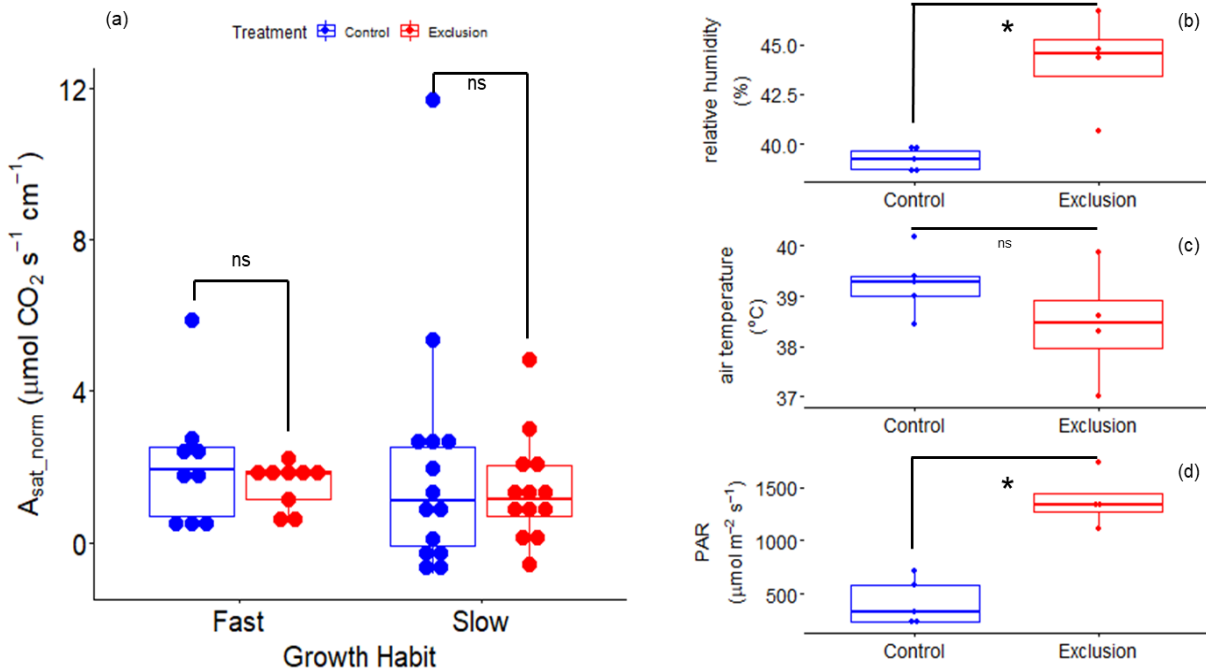 (a)
Treatment Control Exclusion
A_sat_norm (μmol CO₂ s⁻¹ cm⁻¹)
12
8
4
0
ns
ns
Fast Slow
Growth Habit
(b)
relative humidity
(%)
45.0
42.5
40.0
*
Control Exclusion
(c)
air temperature
(°C)
40
39
38
37
ns
Control Exclusion
(d)
PAR
(μmol m⁻² s⁻¹)
1500
1000
500
*
Control Exclusion